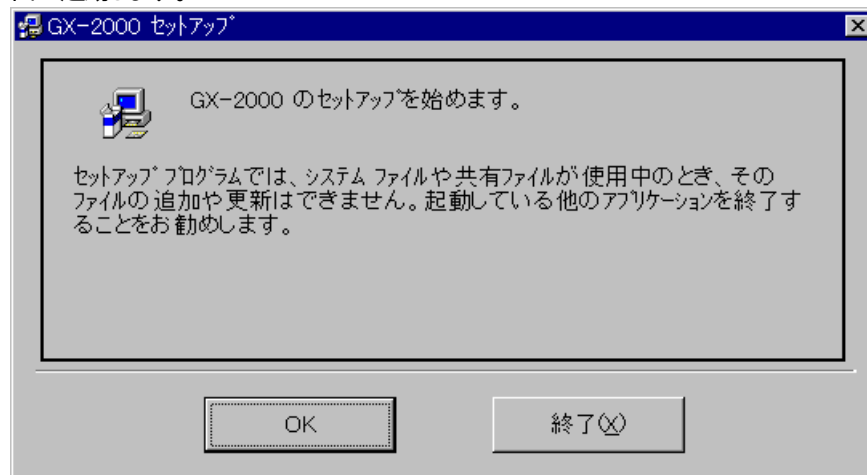 GX-2000 ｾｯﾄｱｯﾌﾟ
GX-2000 のｾｯﾄｱｯﾌﾟを始めます。
ｾｯﾄｱｯﾌﾟ ﾌﾟﾛｸﾞﾗﾑでは、ｼｽﾃﾑ ﾌｧｲﾙや共有ﾌｧｲﾙが使用中のとき、その
ﾌｧｲﾙの追加や更新はできません。起動している他のｱﾌﾟﾘｹｰｼｮﾝを終了す
ることをお勧めします。
OK
終了(X)